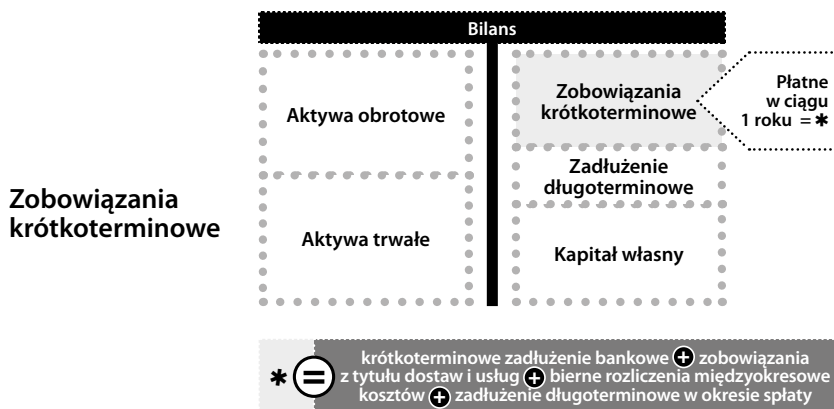 Bilans
Zobowiązania
krótkoterminowe
Aktywa obrotowe
Aktywa trwałe
Zobowiązania
krótkoterminowe
Płatne
w ciągu
1 roku = *
Zadłużenie
długoterminowe
Kapitał własny
* = krótkoterminowe zadłużenie bankowe + zobowiązania
z tytułu dostaw i usług + bierne rozliczenia międzyokresowe
kosztów + zadłużenie długoterminowe w okresie spłaty